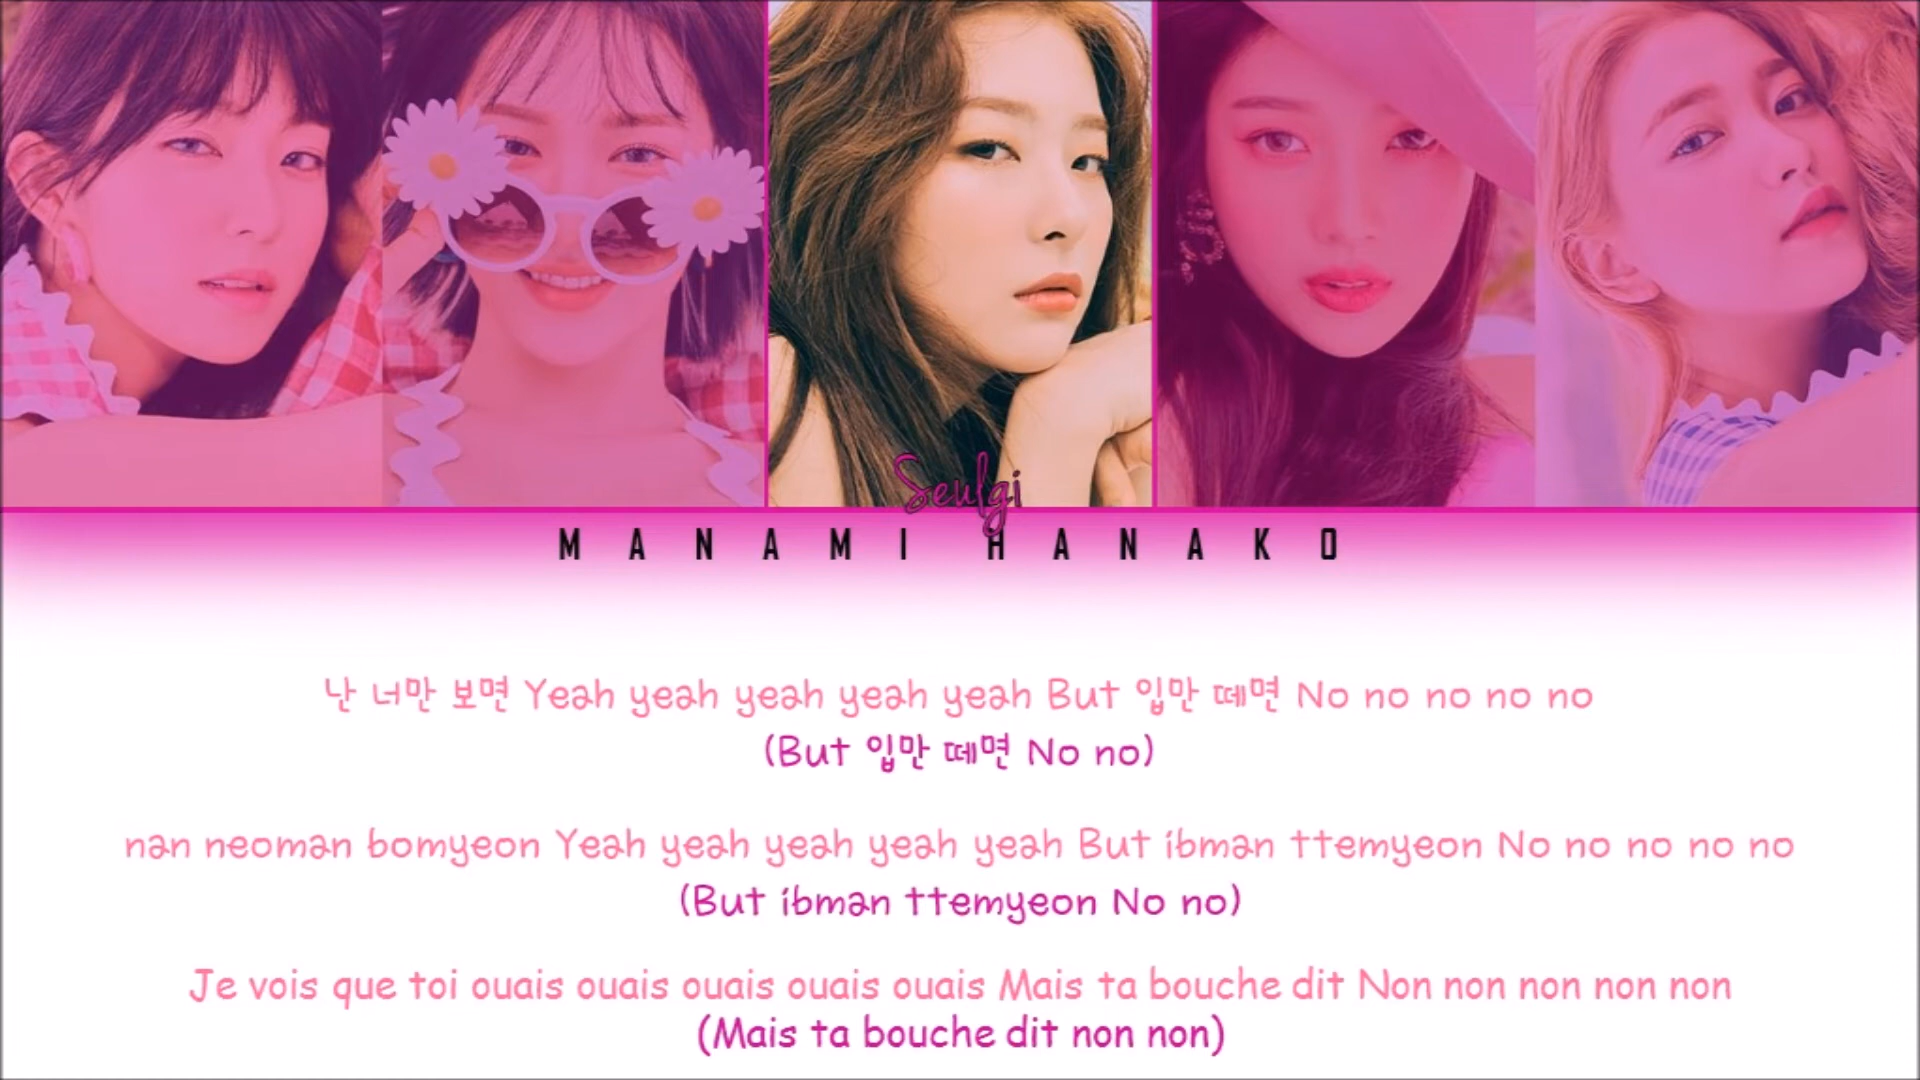 Seulgi
MANAMI HANAKO
난 너만 보면 Yeah yeah yeah yeah yeah But 입만 떼면 No no no no no
(But 입만 떼면 No no)
nan neoman bomyeon Yeah yeah yeah yeah yeah But ibman ttemyeon No no no no no
(But ibman ttemyeon No no)
Je vois que toi ouais ouais ouais ouais ouais Mais ta bouche dit Non non non non non
(Mais ta bouche dit non non)